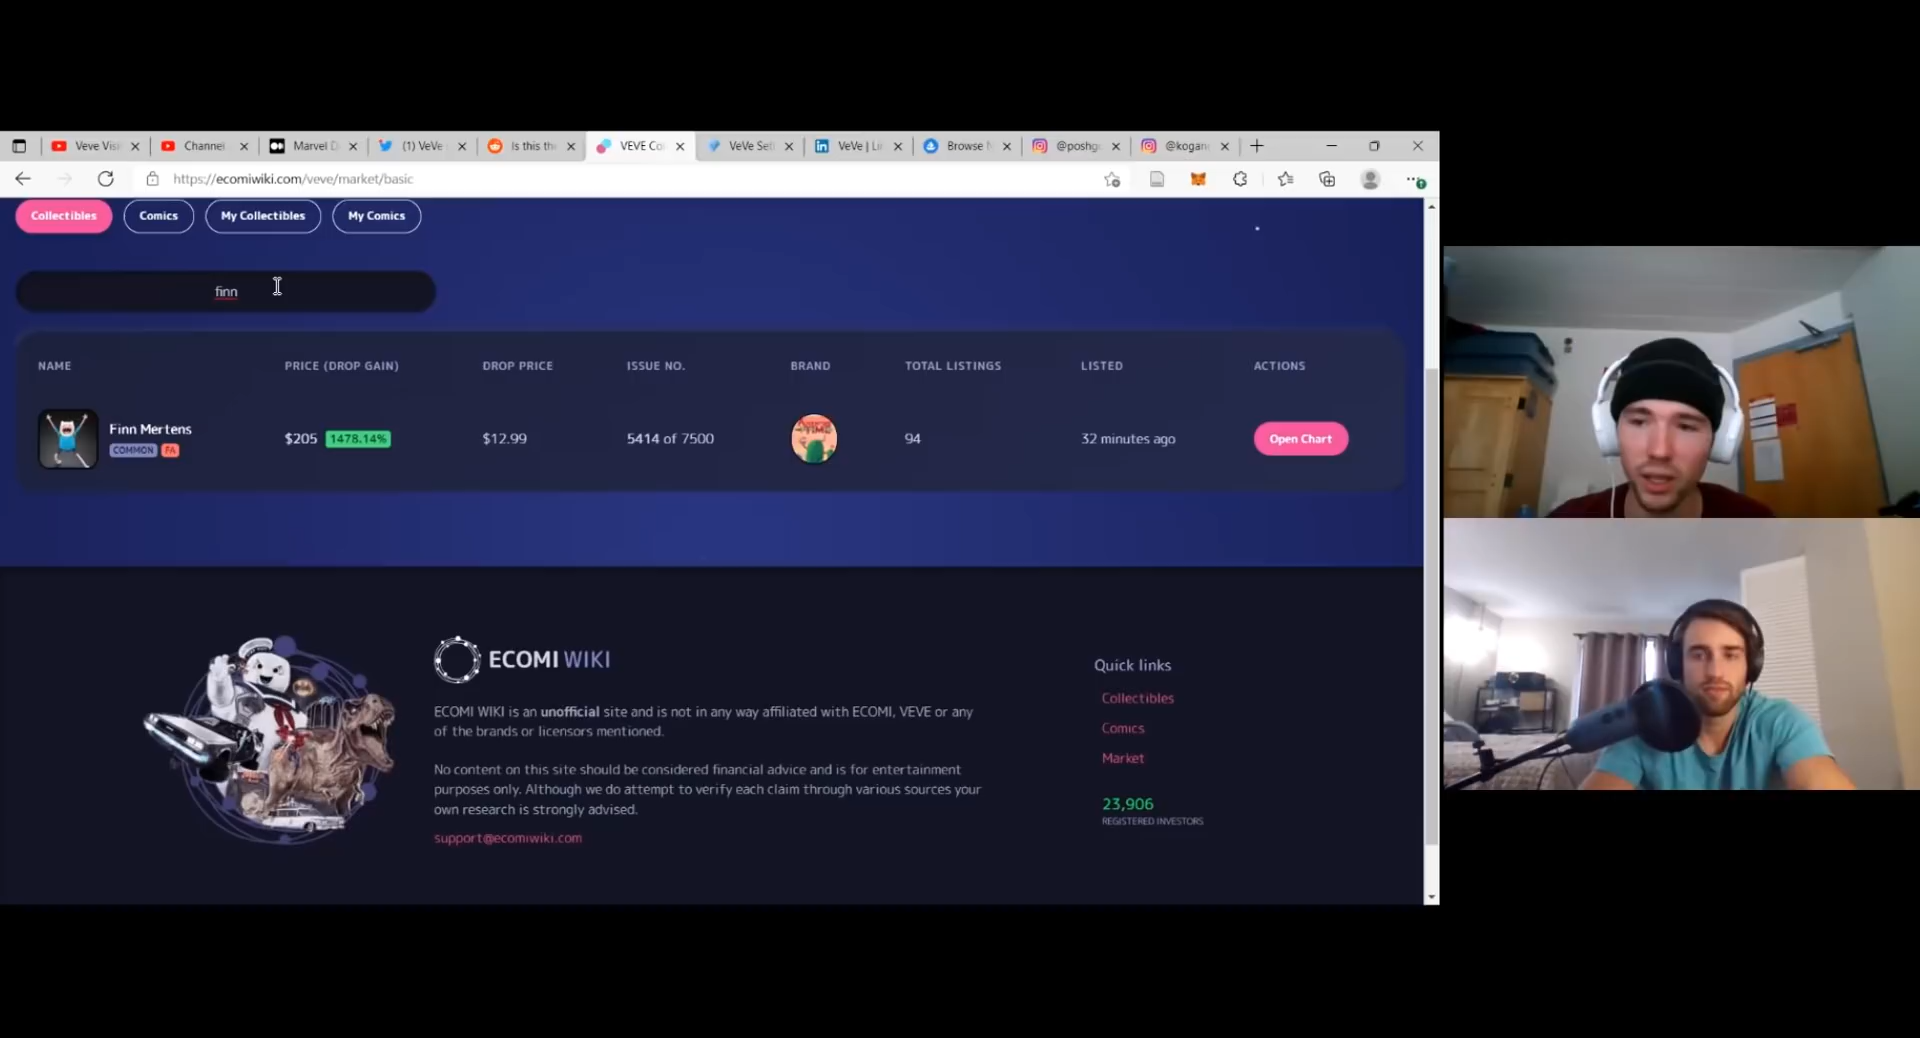 Veve Visi
Channel
Marvel D
(1) VeVe
Is this th
VEVE Co
VeVe Set
VeVe | Li
Browse N
@poshg
@kogan
https://ecomiwiki.com/veve/market/basic
Collectibles
Comics
My Collectibles
My Comics
finn
NAME
PRICE (DROP GAIN)
DROP PRICE
ISSUE NO.
BRAND
TOTAL LISTINGS
LISTED
ACTIONS
Finn Mertens
COMMON FA
$205 1478.14%
$12.99
5414 of 7500
94
32 minutes ago
Open Chart
ECOMI WIKI
ECOMI WIKI is an unofficial site and is not in any way affiliated with ECOMI, VEVE or any
of the brands or licensors mentioned.
No content on this site should be considered financial advice and is for entertainment
purposes only. Although we do attempt to verify each claim through various sources your
own research is strongly advised.
support@ecomiwiki.com
Quick links
Collectibles
Comics
Market
23,906
REGISTERED INVESTORS